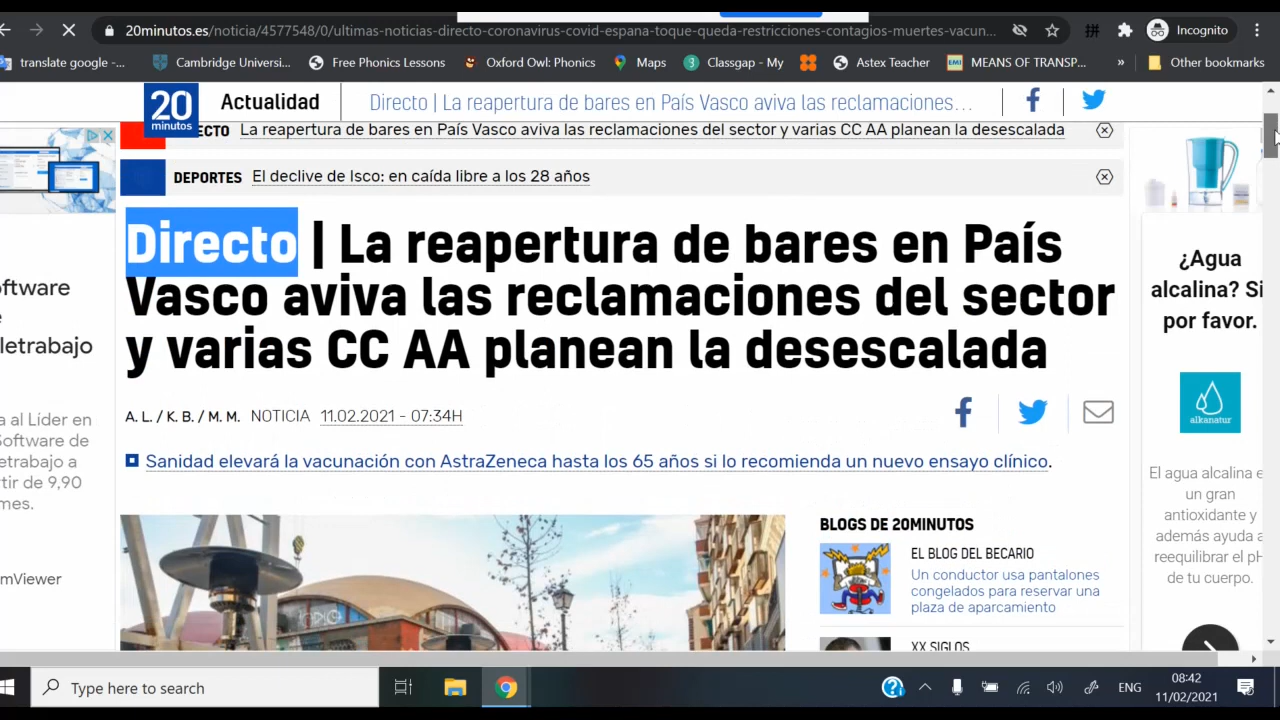 20minutos.es/noticia/4577548/0/ultimas-noticias-directo-coronavirus-covid-espana-toque-queda-restricciones-contagios-muertes-vacun...
Incognito
translate google -...
Cambridge Universi...
Free Phonics Lessons
Oxford Owl: Phonics
Maps
Classgap - My
Astex Teacher
EMI
MEANS OF TRANSP...
»
Other bookmarks
20
minutos
Actualidad
Directo | La reapertura de bares en País Vasco aviva las reclamaciones...
ECTO La reapertura de bares en País Vasco aviva las reclamaciones del sector y varias CC AA planean la desescalada
DEPORTES El declive de Isco: en caída libre a los 28 años
Directo | La reapertura de bares en País
Vasco aviva las reclamaciones del sector
y varias CC AA planean la desescalada
A. L. / K. B. / M. M. NOTICIA 11.02.2021 - 07:34H
Sanidad elevará la vacunación con AstraZeneca hasta los 65 años si lo recomienda un nuevo ensayo clínico.
oftware
e
letrabajo
a al Líder en
Software de
etrabajo a
rtir de 9,90
mes.
mViewer
BLOGS DE 20MINUTOS
EL BLOG DEL BECARIO
Un conductor usa pantalones
congelados para reservar una
plaza de aparcamiento
XX SIGLOS
¿Agua
alcalina? Sí
por favor.
alkanatur
El agua alcalina e
un gran
antioxidante y
además ayuda a
reequilibrar el pH
de tu cuerpo.
Type here to search
ENG
08:42
11/02/2021